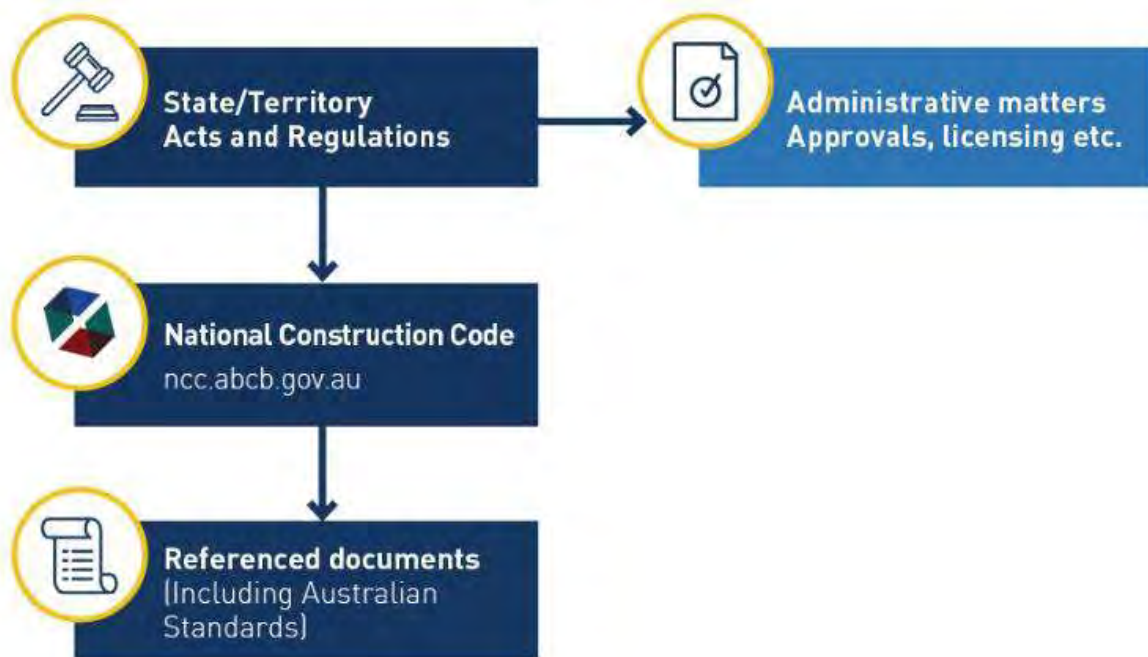 State/Territory
Acts and Regulations
Administrative matters
Approvals, licensing etc.
National Construction Code
ncc.abcb.gov.au
Referenced documents
(Including Australian
Standards)